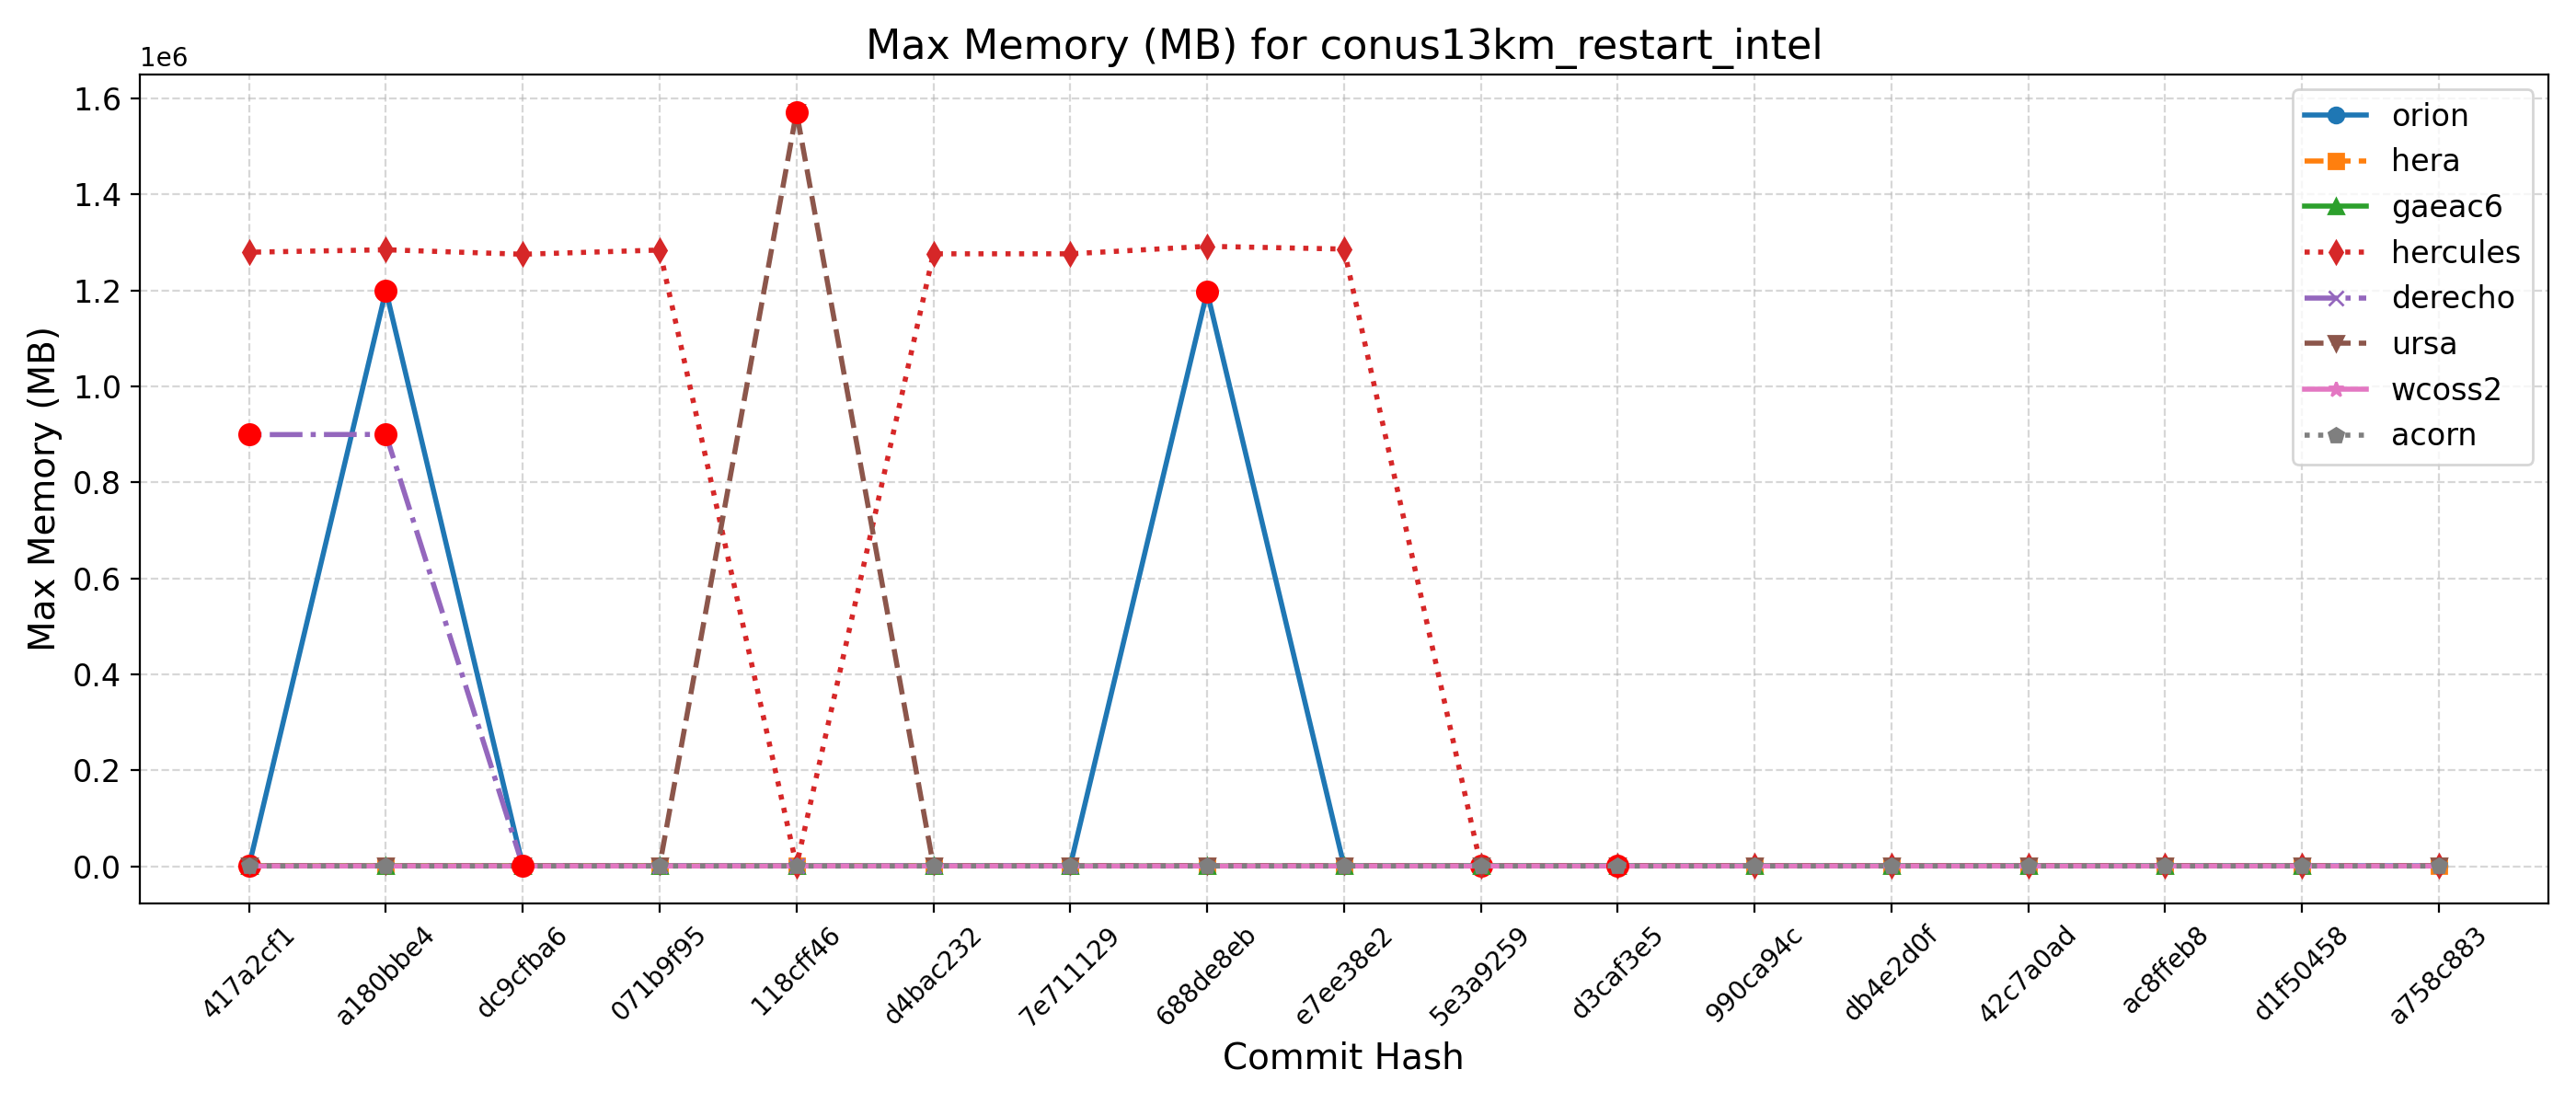 Max Memory (MB) for conus13km_restart_intel
1e6
1.6
1.4
1.2
1.0
0.8
0.6
0.4
0.2
0.0
Max Memory (MB)
orion
hera
gaeac6
hercules
derecho
ursa
wcoss2
acorn
417a2cf1
a180bbe4
dc9cfba6
071b9f95
118cff46
d4bac232
7e711129
688de8eb
e7ee38e2
5e3a9259
d3caf3e5
990ca94c
db4e2d0f
42c7a0ad
ac8ffeb8
d1f50458
a758c883
Commit Hash